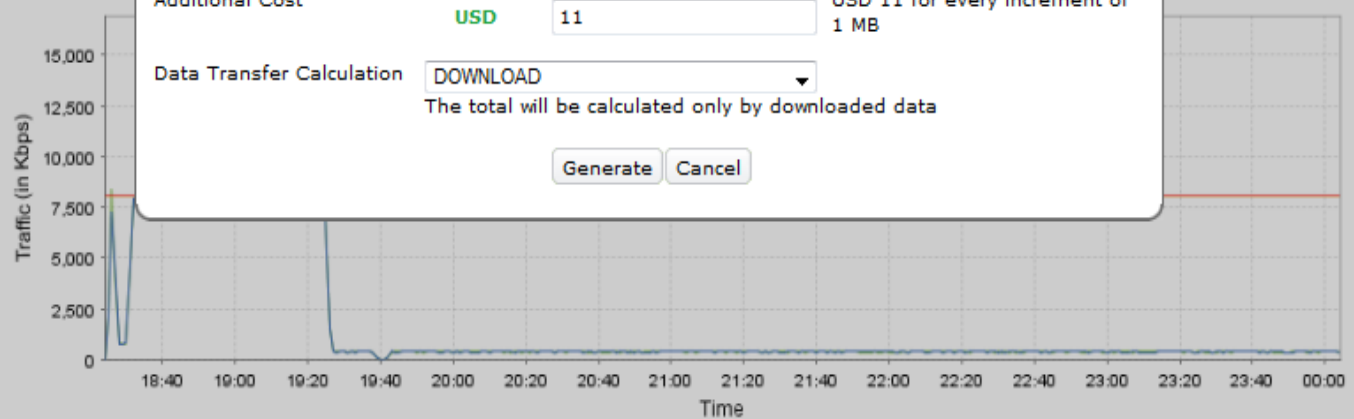 Additional Cost
USD
11
USD 11 for every increment of
1 MB
Data Transfer Calculation
DOWNLOAD
The total will be calculated only by downloaded data
Generate
Cancel
Traffic (in Kbps)
15,000
12,500
10,000
7,500
5,000
2,500
0
18:40 19:00 19:20 19:40 20:00 20:20 20:40 21:00 21:20 21:40 22:00 22:20 22:40 23:00 23:20 23:40 00:00
Time